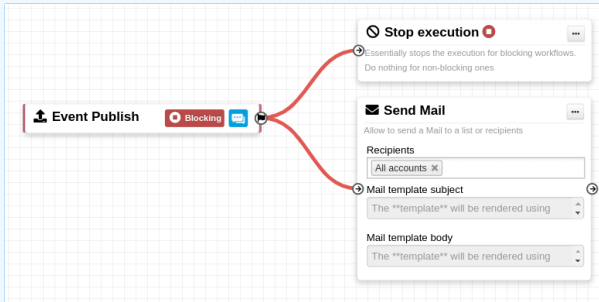 Stop execution
Essentially stops the execution for blocking workflows.
Do nothing for non-blocking ones
Event Publish
Blocking
Send Mail
Allow to send a Mail to a list or recipients
Recipients
All accounts
Mail template subject
The **template** will be rendered using
Mail template body
The **template** will be rendered using